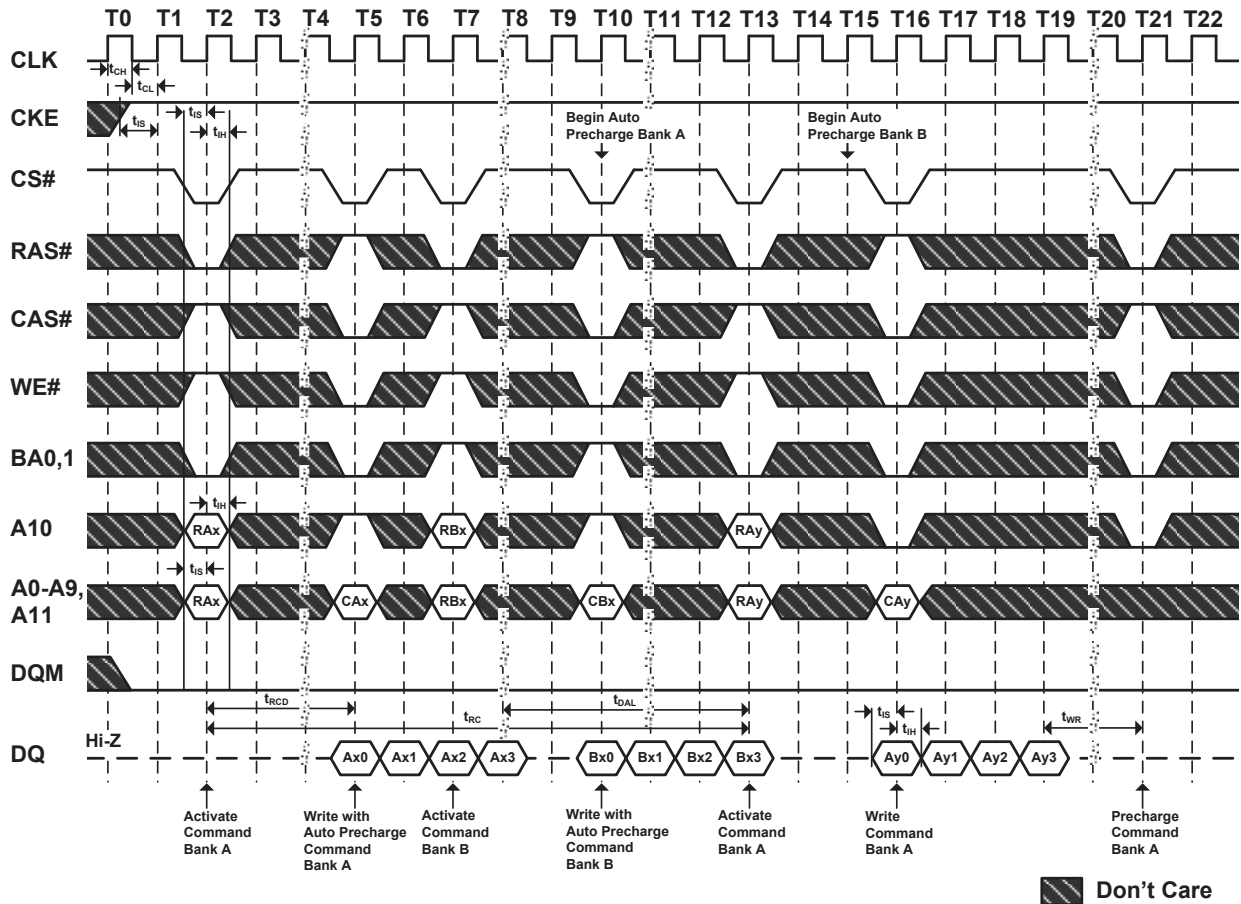 T0 T1 T2 T3 T4 T5 T6 T7 T8 T9 T10 T11 T12 T13 T14 T15 T16 T17 T18 T19 T20 T21 T22
CLK
tCH
tCL
CKE
tIS
tIS
tIH
Begin Auto
Precharge Bank A
Begin Auto
Precharge Bank B
CS#
RAS#
CAS#
WE#
BA0,1
tIH
A10
RAx RBx RAy
tIS
A0-A9,
A11
RAx CAx RBx CBx RAy CAy
DQM
tRCD
tDAL
tRC
tIS
tIH
tWR
DQ
Hi-Z
Ax0 Ax1 Ax2 Ax3 Bx0 Bx1 Bx2 Bx3 Ay0 Ay1 Ay2 Ay3
Activate
Command
Bank A
Write with
Auto Precharge
Command
Bank A
Activate
Command
Bank B
Write with
Auto Precharge
Command
Bank B
Activate
Command
Bank A
Write
Command
Bank A
Precharge
Command
Bank A
Don't Care